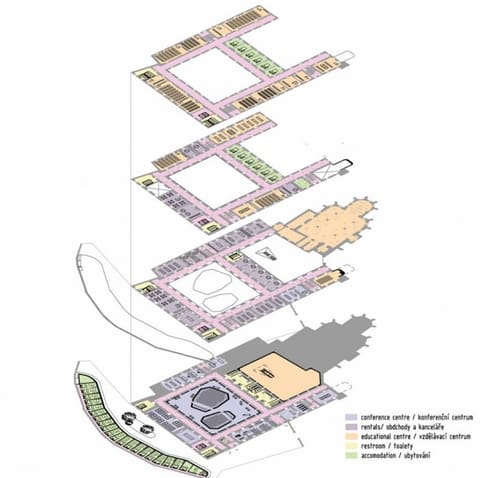 conference centre / konferenční centrum
rentals/ obchody a kanceláře
educational centre / vzdělávací centrum
restroom / toalety
accomodation / ubytování